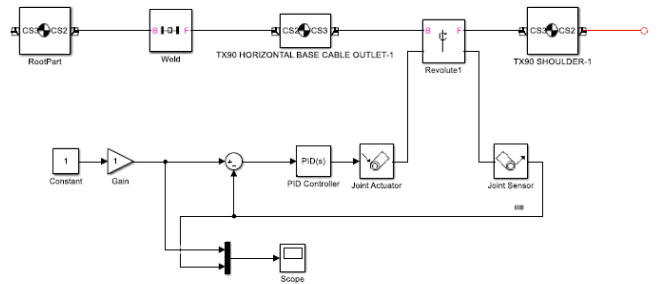 CS3 CS2
RootPart
B F
Weld
CS2 CS3
TX90 HORIZONTAL BASE CABLE OUTLET-1
B F
Revolute1
CS3 CS2
TX90 SHOULDER-1
1
Constant
1
Gain
+
-
PID(s)
PID Controller
Joint Actuator
Joint Sensor
Scope